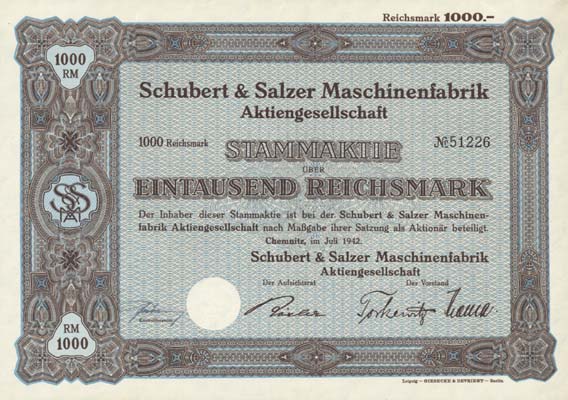 Reichsmark 1000.-
1000
RM
Schubert & Salzer Maschinenfabrik
Aktiengesellschaft
1000 Reichsmark STAMMAKTIE № 51226
ÜBER
EINTAUSEND REICHSMARK
Der Inhaber dieser Stammaktie ist bei der Schubert & Salzer Maschinen-
fabrik Aktiengesellschaft nach Maßgabe ihrer Satzung als Aktionär beteiligt.
Chemnitz, im Juli 1942.
Schubert & Salzer Maschinenfabrik
Aktiengesellschaft
Der Aufsichtsrat Der Vorstand
RM
1000
Leipzig — GIESECKE & DEVRIENT — Berlin